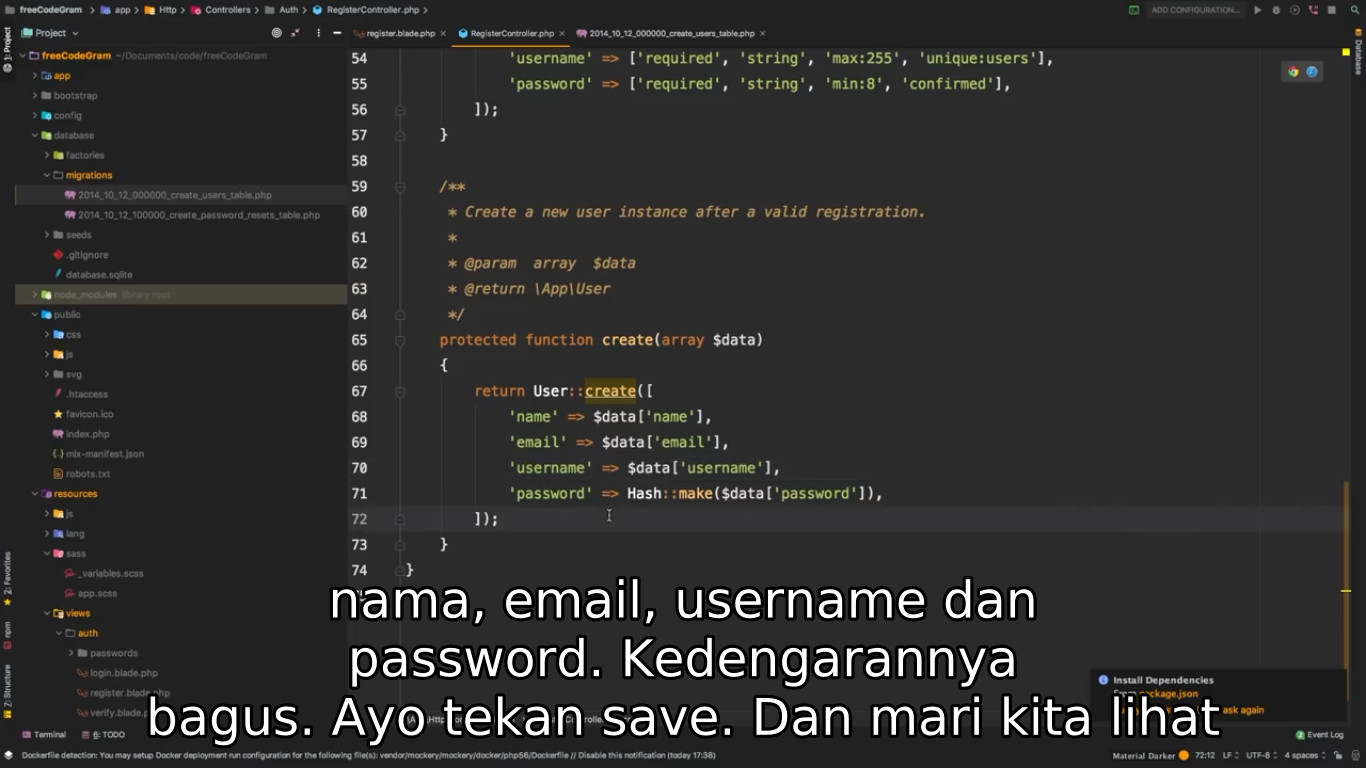 freeCodeGram > app > Http > Controllers > Auth > RegisterController.php >
ADD CONFIGURATION...
Project
register.blade.php
RegisterController.php
2014_10_12_000000_create_users_table.php
1: Project
Database
freeCodeGram ~/Documents/code/freeCodeGram
app
bootstrap
config
database
factories
migrations
2014_10_12_000000_create_users_table.php
2014_10_12_100000_create_password_resets_table.php
seeds
.gitignore
database.sqlite
node_modules library root
public
css
js
svg
.htaccess
favicon.ico
index.php
mix-manifest.json
robots.txt
resources
js
lang
sass
_variables.scss
app.scss
views
auth
passwords
login.blade.php
register.blade.php
verify.blade.p
2: Favorites
npm
7: Structure
54 'username' => ['required', 'string', 'max:255', 'unique:users'],
55 'password' => ['required', 'string', 'min:8', 'confirmed'],
56 ]);
57 }
58
59 /**
60 * Create a new user instance after a valid registration.
61 *
62 * @param array $data
63 * @return \App\User
64 */
65 protected function create(array $data)
66 {
67 return User::create([
68 'name' => $data['name'],
69 'email' => $data['email'],
70 'username' => $data['username'],
71 'password' => Hash::make($data['password']),
72 ]);
73 }
74 }
nama, email, username dan
password. Kedengarannya
bagus. Ayo tekan save. Dan mari kita lihat
Install Dependencies
From package.json
ask again
Terminal
6: TODO
Event Log
Dockerfile detection: You may setup Docker deployment run configuration for the following file(s): vendor/mockery/mockery/docker/php56/Dockerfile // Disable this notification (today 17:38)
Material Darker
72:12 LF UTF-8 4 spaces